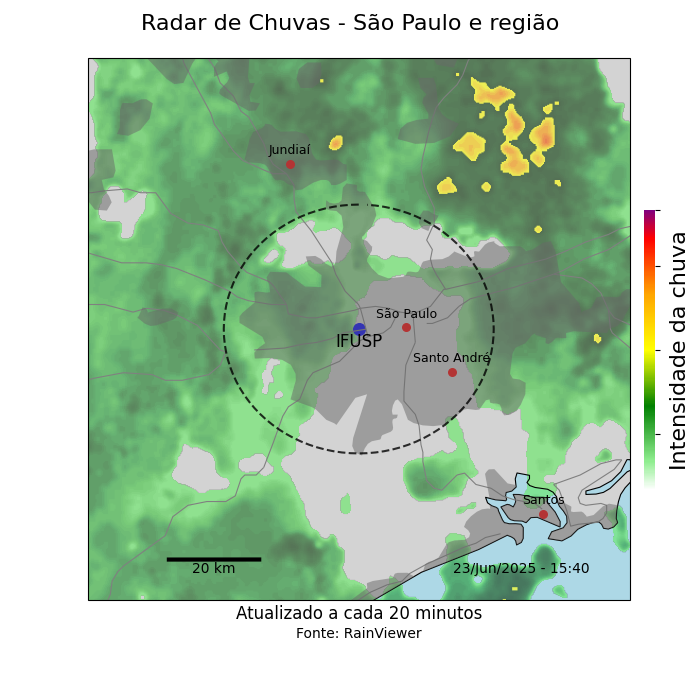 Radar de Chuvas - São Paulo e região
Jundiaí
São Paulo
IFUSP
Santo André
Santos
20 km
23/Jun/2025 - 15:40
Intensidade da chuva
Atualizado a cada 20 minutos
Fonte: RainViewer